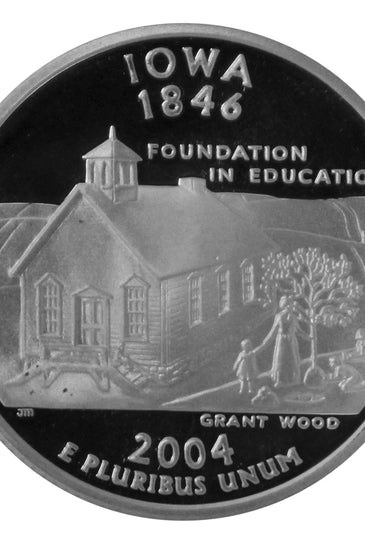 IOWA
1846
FOUNDATION
IN EDUCATIO
JM
GRANT WOOD
2004
E PLURIBUS UNUM